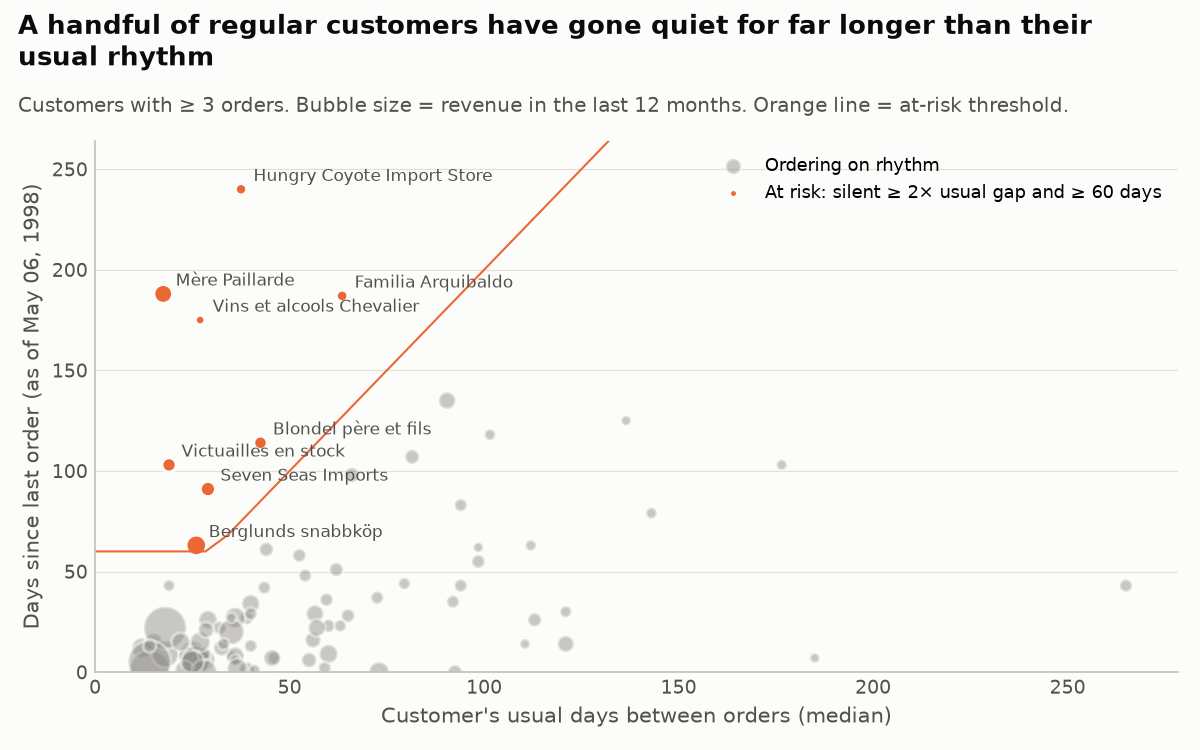 A handful of regular customers have gone quiet for far longer than their
usual rhythm
Customers with ≥ 3 orders. Bubble size = revenue in the last 12 months. Orange line = at-risk threshold.
Ordering on rhythm
At risk: silent ≥ 2× usual gap and ≥ 60 days
Days since last order (as of May 06, 1998)
250
200
150
100
50
0
Hungry Coyote Import Store
Mère Paillarde
Familia Arquibaldo
Vins et alcools Chevalier
Blondel père et fils
Victuailles en stock
Seven Seas Imports
Berglunds snabbköp
0 50 100 150 200 250
Customer's usual days between orders (median)